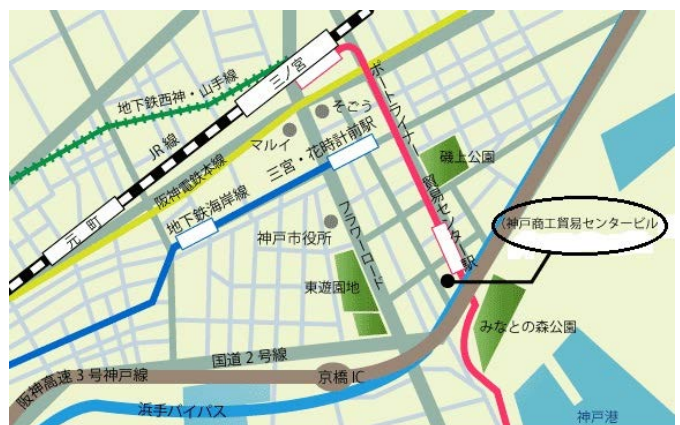 三ノ宮
地下鉄西神・山手線
そごう
ポートライナー
マルイ
JR線
三宮・花時計前駅
阪神電鉄本線
磯上公園
貿易センター駅
地下鉄海岸線
元町
フラワーロード
(神戸商工貿易センタービル
神戸市役所
東遊園地
みなとの森公園
国道2号線
阪神高速3号神戸線
京橋IC
浜手バイパス
神戸港